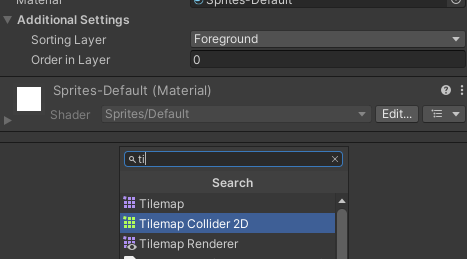 Material
Sprites-Default
Additional Settings
Sorting Layer
Foreground
Order in Layer
0
Sprites-Default (Material)
Shader
Sprites/Default
Edit...
ti
Search
Tilemap
Tilemap Collider 2D
Tilemap Renderer